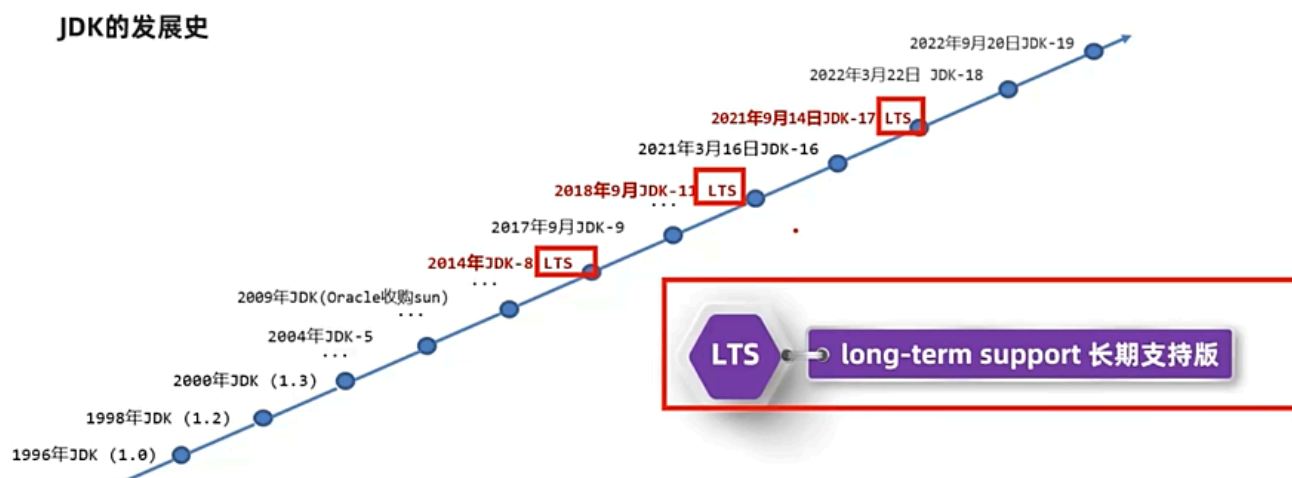 JDK的发展史
2022年9月20日JDK-19
2022年3月22日 JDK-18
2021年9月14日JDK-17 LTS
2021年3月16日JDK-16
2018年9月JDK-11 LTS
...
2017年9月JDK-9
2014年JDK-8 LTS
...
2009年JDK(Oracle收购sun)
...
2004年JDK-5
...
2000年JDK (1.3)
1998年JDK (1.2)
1996年JDK (1.0)
LTS long-term support 长期支持版